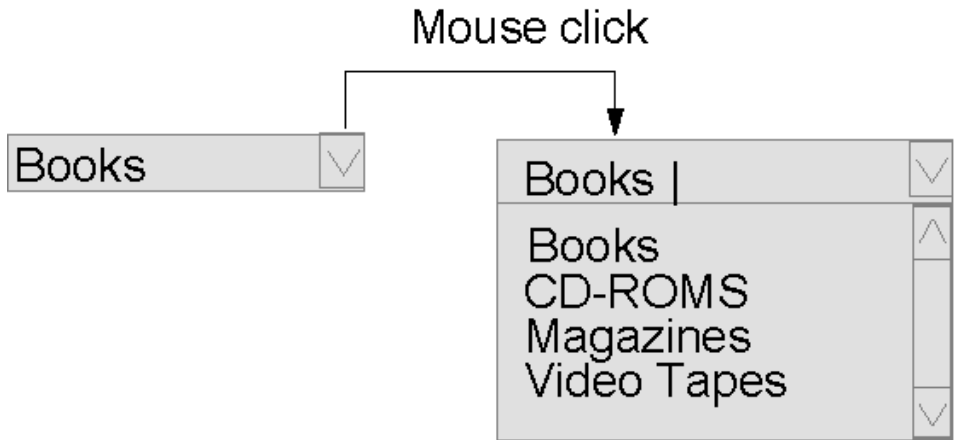 Mouse click
Books
Books
Books
CD-ROMS
Magazines
Video Tapes